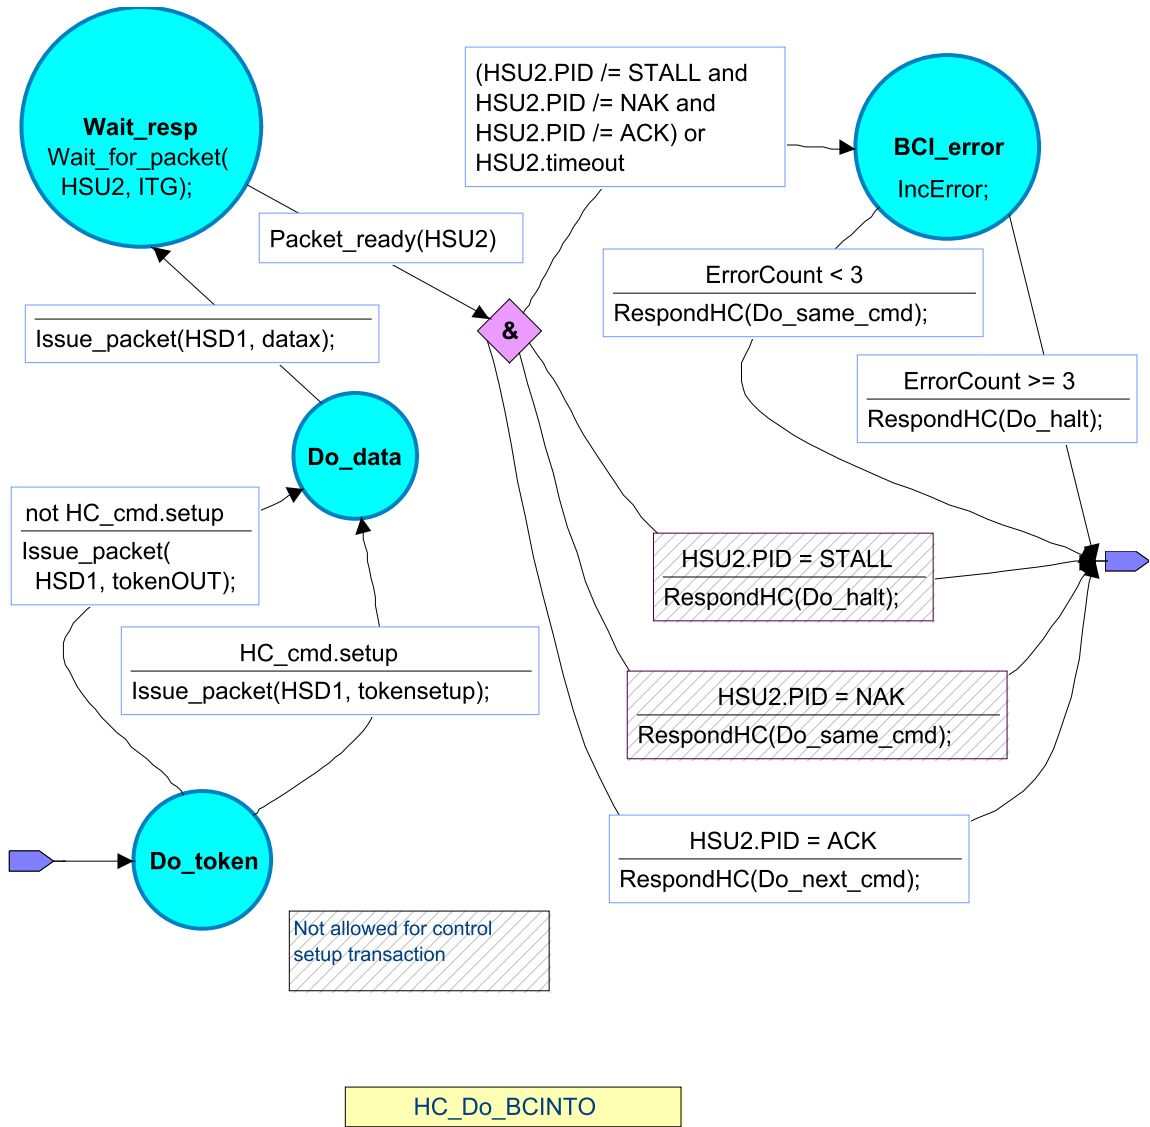 Wait_resp
Wait_for_packet(
HSU2, ITG);
(HSU2.PID /= STALL and
HSU2.PID /= NAK and
HSU2.PID /= ACK) or
HSU2.timeout
BCI_error
IncError;
Packet_ready(HSU2)
ErrorCount < 3
RespondHC(Do_same_cmd);
&
Issue_packet(HSD1, datax);
ErrorCount >= 3
RespondHC(Do_halt);
Do_data
not HC_cmd.setup
Issue_packet(
HSD1, tokenOUT);
HSU2.PID = STALL
RespondHC(Do_halt);
HC_cmd.setup
Issue_packet(HSD1, tokensetup);
HSU2.PID = NAK
RespondHC(Do_same_cmd);
HSU2.PID = ACK
RespondHC(Do_next_cmd);
Do_token
Not allowed for control
setup transaction
HC_Do_BCINTO